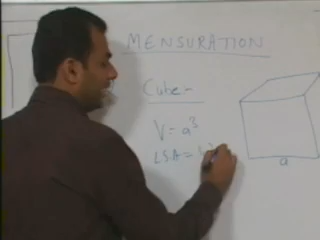 MENSURATION
Cube:-
V = a³
LSA =
a